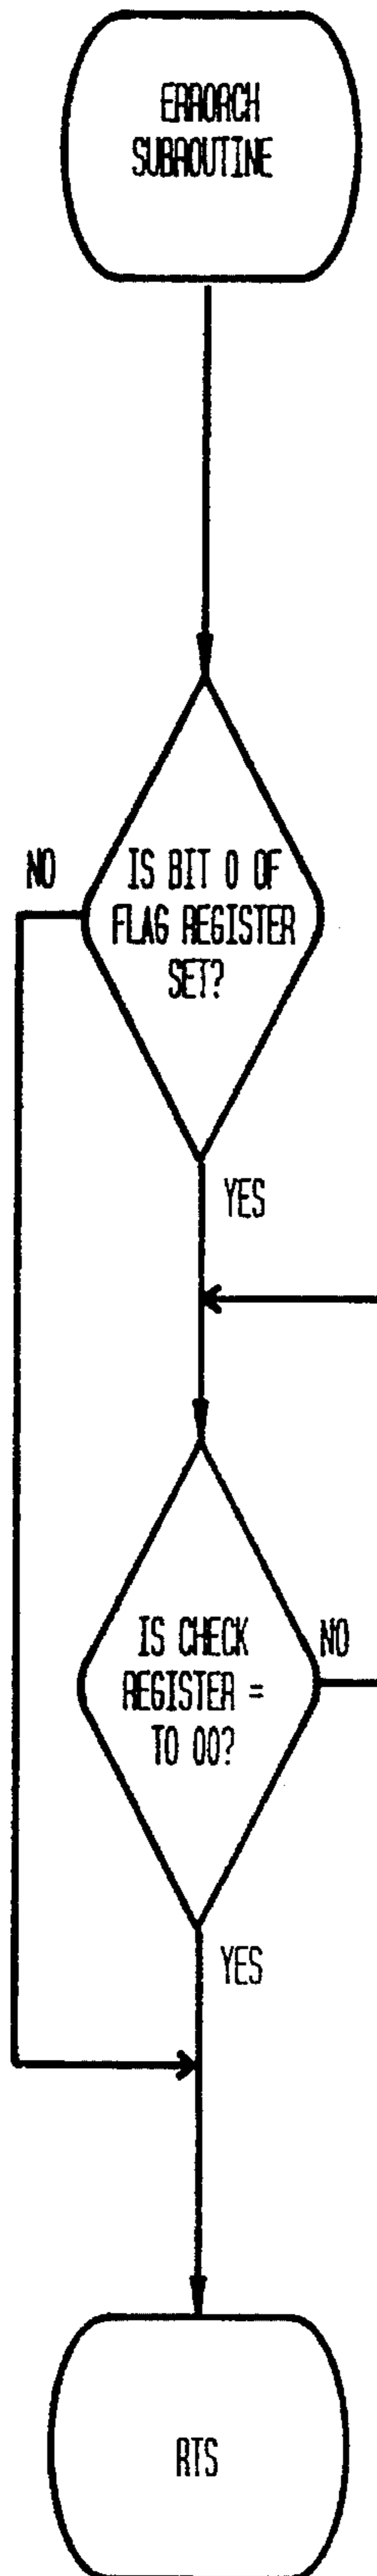 ERRORCH
SUBROUTINE
NO
IS BIT 0 OF
FLAG REGISTER
SET?
YES
IS CHECK
REGISTER =
TO 00?
NO
YES
RTS